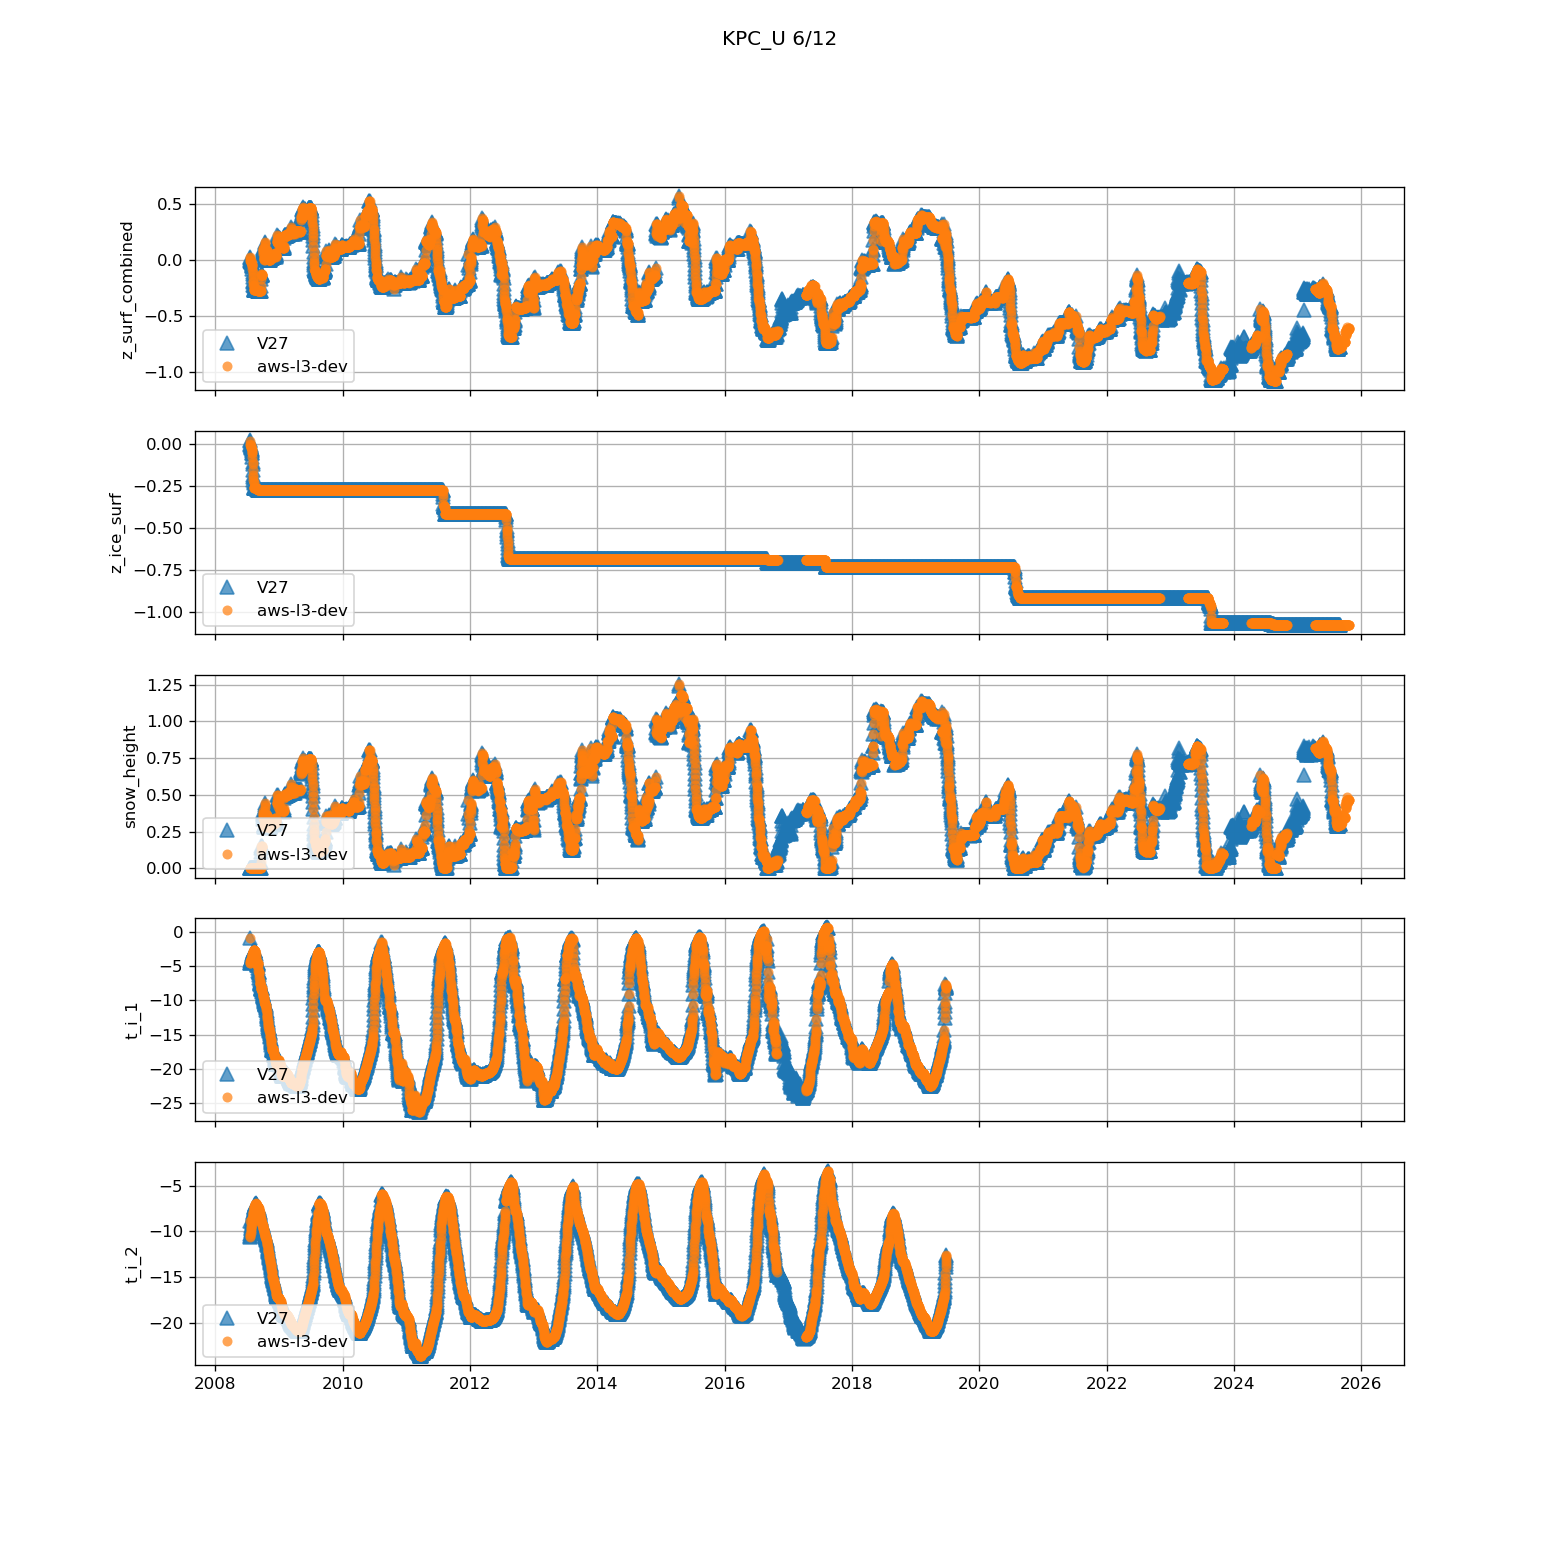 KPC_U 6/12
z_surf_combined
0.5
0.0
−0.5
−1.0
V27
aws-l3-dev
z_ice_surf
0.00
−0.25
−0.50
−0.75
−1.00
V27
aws-l3-dev
snow_height
1.25
1.00
0.75
0.50
0.25
0.00
V27
aws-l3-dev
t_i_1
0
−5
−10
−15
−20
−25
V27
aws-l3-dev
t_i_2
−5
−10
−15
−20
V27
aws-l3-dev
2008 2010 2012 2014 2016 2018 2020 2022 2024 2026